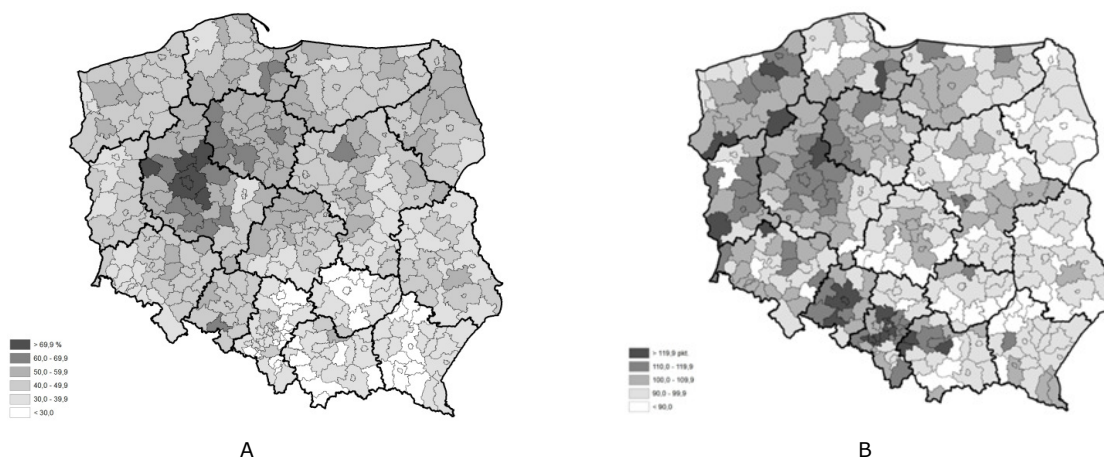 > 69,9 %
60,0 - 69,9
50,0 - 59,9
40,0 - 49,9
30,0 - 39,9
< 30,0
> 119,9 pkt.
110,0 - 119,9
100,0 - 109,9
90,0 - 99,9
< 90,0
A
B